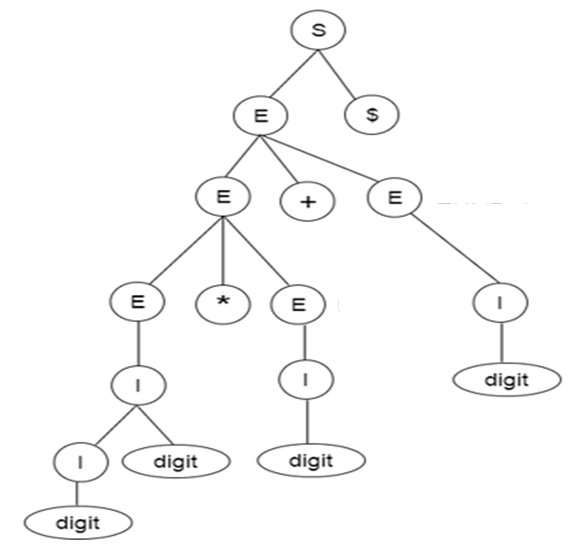 S
E $
E + E
E * E I
I I digit
I digit digit
digit